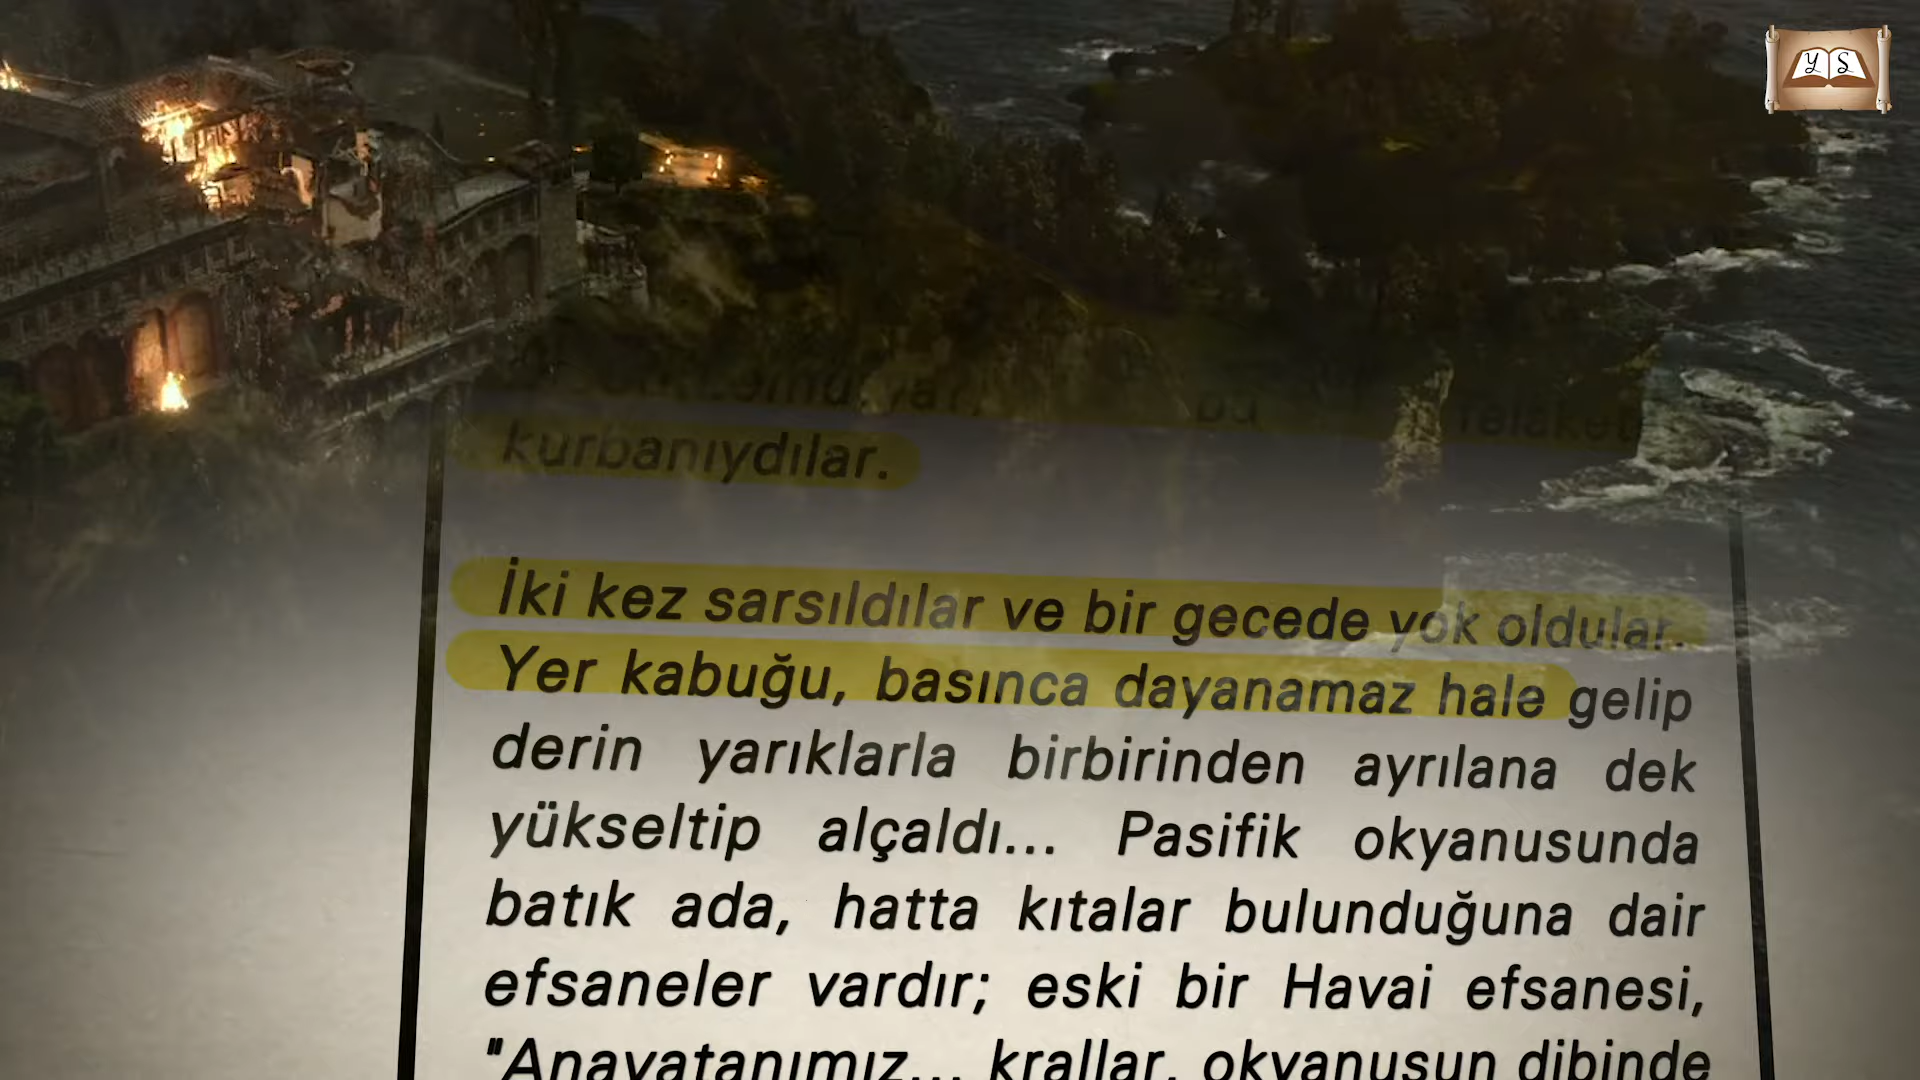 Y S
felaket
kurbanıydılar.
İki kez sarsıldılar ve bir gecede yok oldular.
Yer kabuğu, basınca dayanamaz hale gelip
derin yarıklarla birbirinden ayrılana dek
yükseltip alçaldı... Pasifik okyanusunda
batık ada, hatta kıtalar bulunduğuna dair
efsaneler vardır; eski bir Havai efsanesi,
"Anavatanımız... krallar, okyanusun dibinde